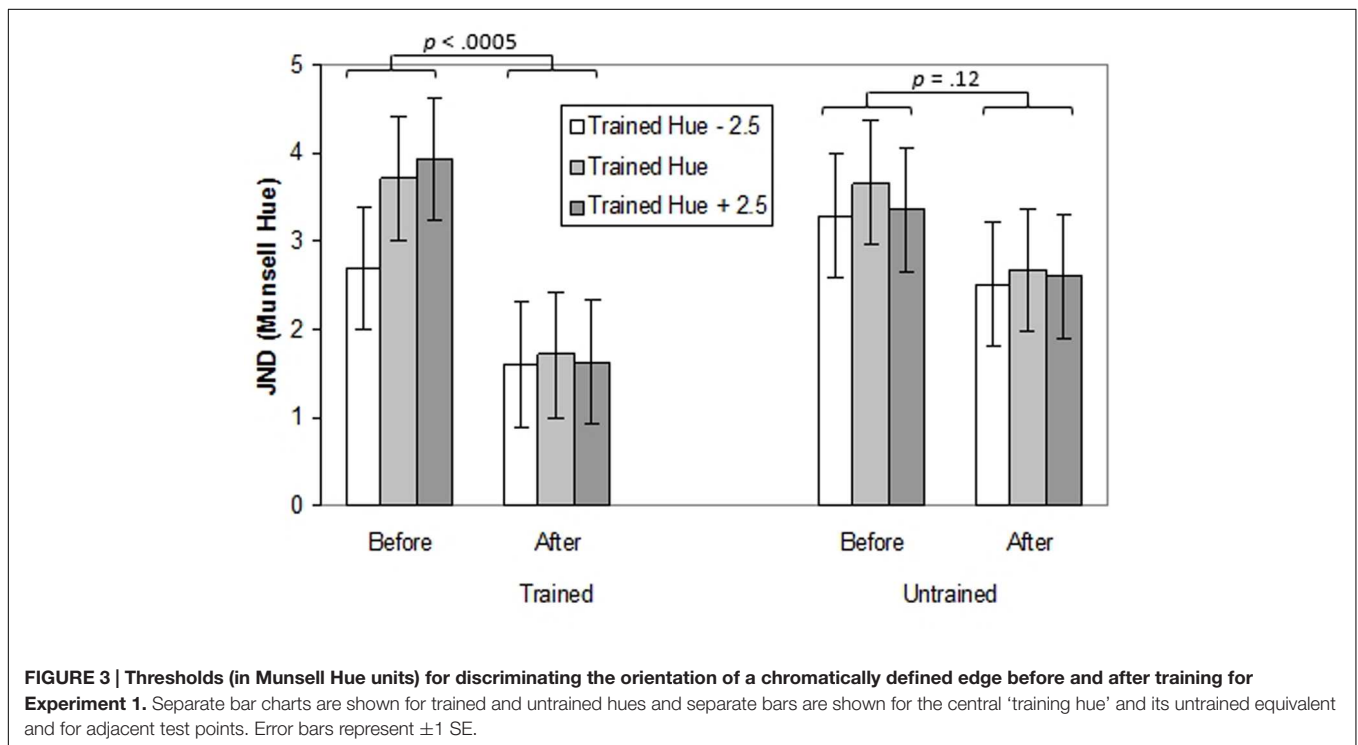 p < .0005
p = .12
5
4
3
2
1
0
JND (Munsell Hue)
Trained Hue - 2.5
Trained Hue
Trained Hue + 2.5
Before After Before After
Trained Untrained
FIGURE 3 | Thresholds (in Munsell Hue units) for discriminating the orientation of a chromatically defined edge before and after training for
Experiment 1. Separate bar charts are shown for trained and untrained hues and separate bars are shown for the central ‘training hue’ and its untrained equivalent
and for adjacent test points. Error bars represent ±1 SE.